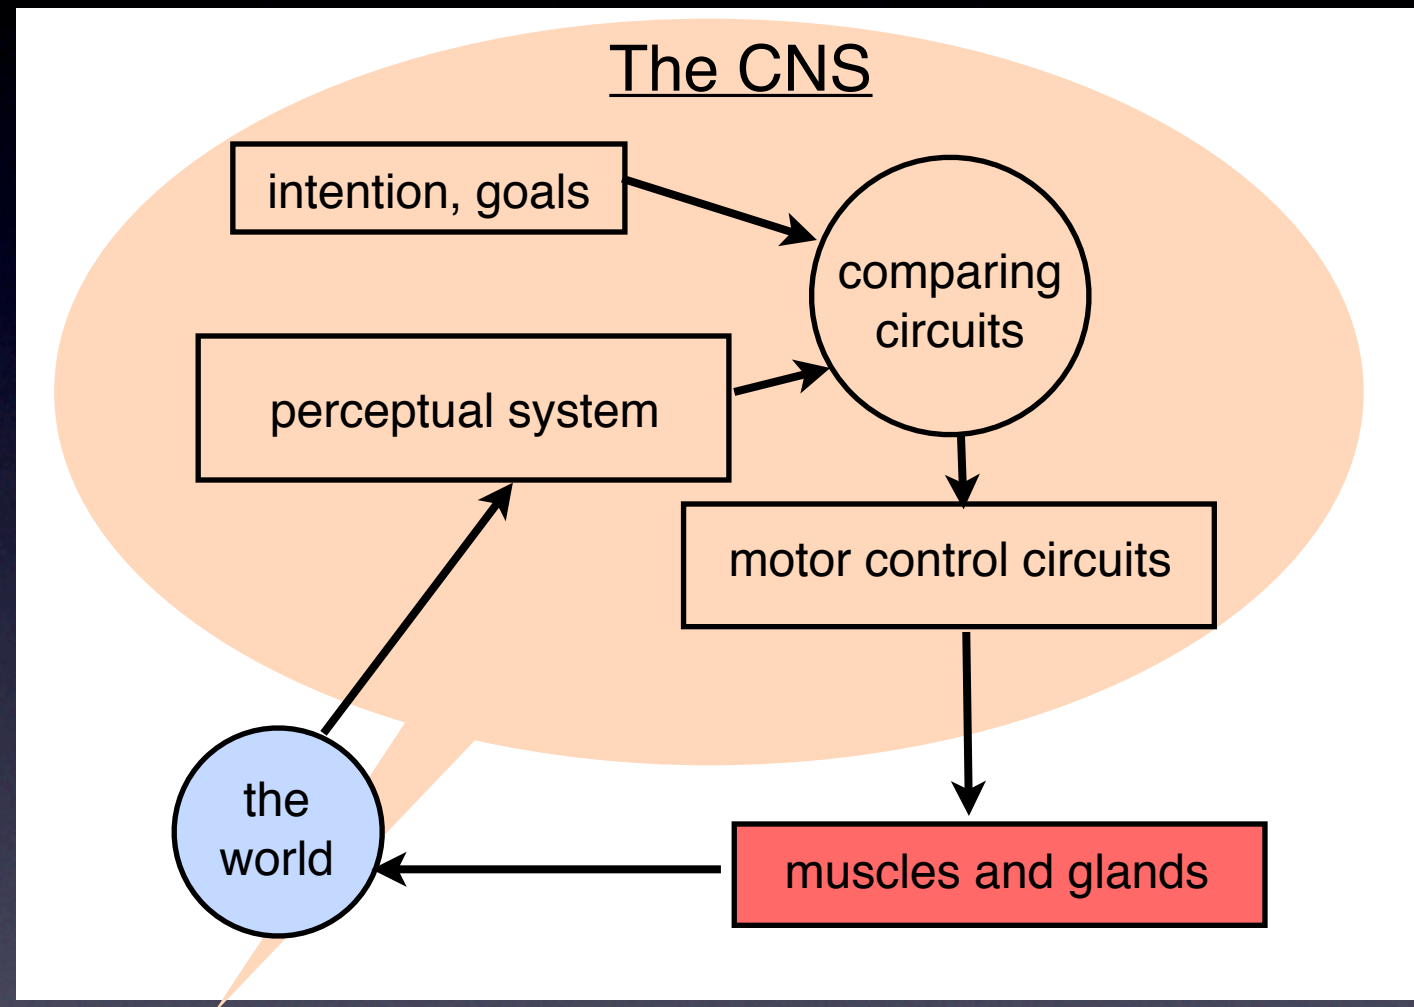 The CNS
intention, goals
comparing
circuits
perceptual system
motor control circuits
the
world
muscles and glands